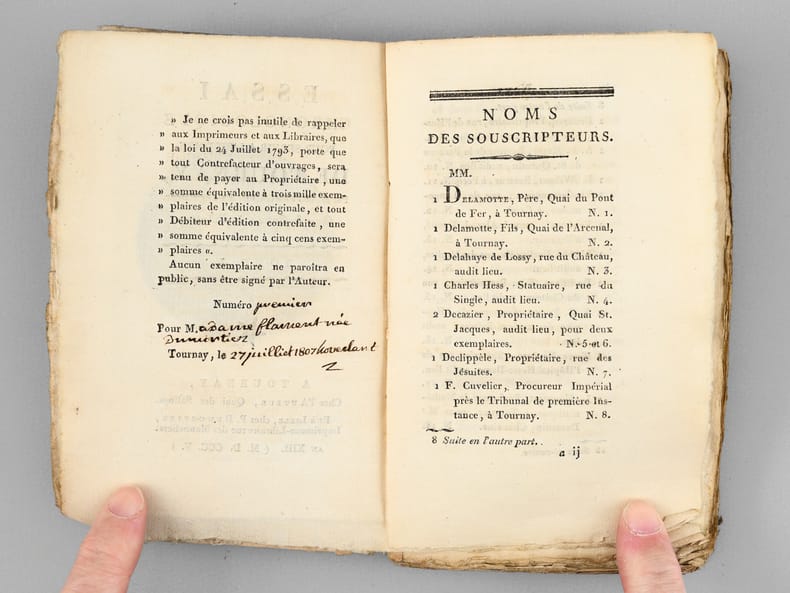 » Je ne crois pas inutile de rappeler
» aux Imprimeurs et aux Libraires, que
» la loi du 24 Juillet 1793, porte que
» tout Contrefacteur d'ouvrages, sera
» tenu de payer au Propriétaire, une
» somme équivalente à trois mille exem-
» plaires de l'édition originale, et tout
» Débiteur d'édition contrefaite, une
» somme équivalente à cinq cens exem-
» plaires «.
Aucun exemplaire ne paroîtra en
public, sans être signé par l'Auteur.
Numéro premier
Pour Madame flament née
Dumortier
Tournay, le 27 juilliet 1807 hoverlant
NOMS
DES SOUSCRIPTEURS.
MM.
1 DELAMOTTE, Père, Quai du Pont
de Fer, à Tournay. N. 1.
1 Delamotte, Fils, Quai de l'Arcenal,
à Tournay. N. 2.
1 Delahaye de Lossy, rue du Château,
audit lieu. N. 3.
1 Charles Hess, Statuaire, rue du
Single, audit lieu. N. 4.
2 Decazier, Propriétaire, Quai St.
Jacques, audit lieu, pour deux
exemplaires. N. 5 et 6.
1 Declipplèle, Propriétaire, rue des
Jésuites. N. 7.
1 F. Cuvelier, Procureur Impérial
près le Tribunal de première Ins-
tance, à Tournay. N. 8.
8 Suite en l'autre part.
a ij